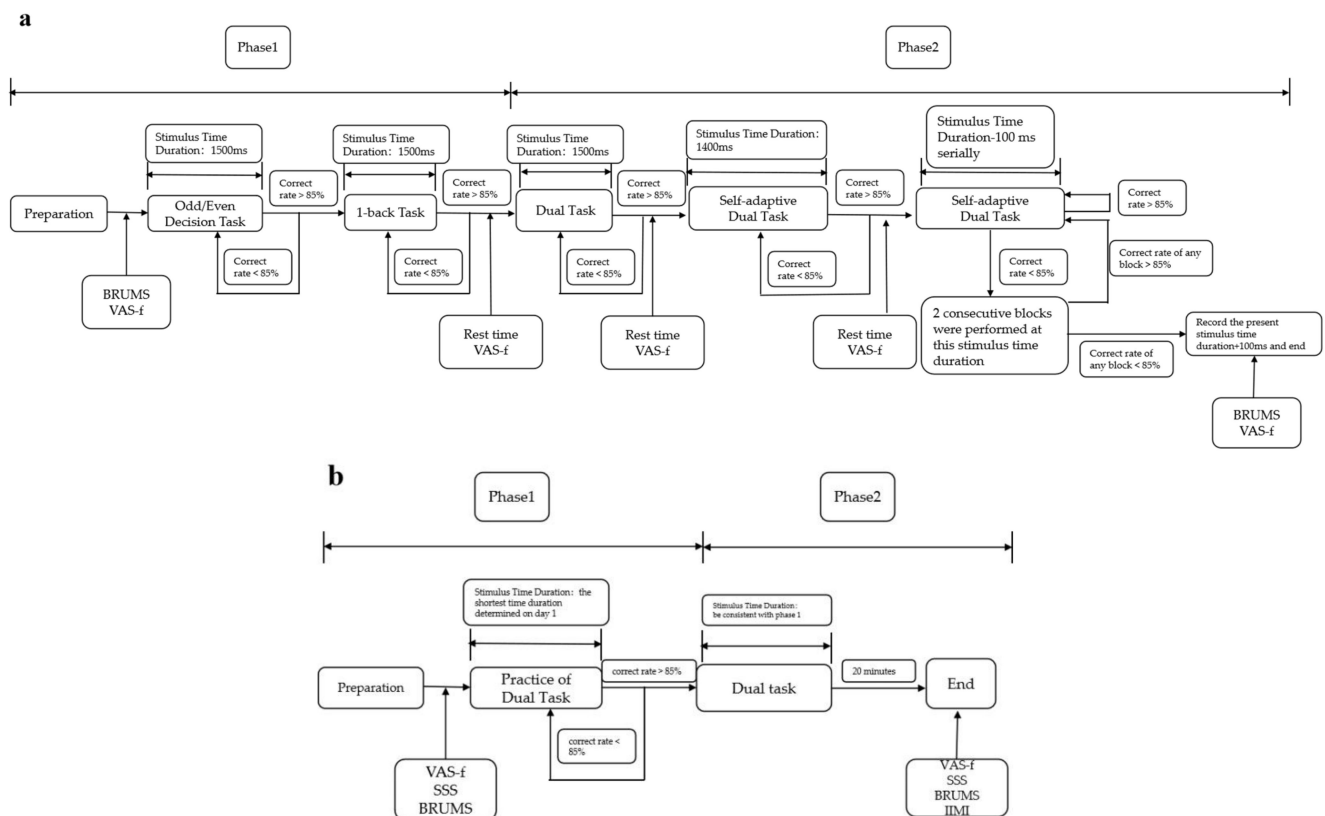 a
Phase1
Phase2
Stimulus Time
Duration: 1500ms
Stimulus Time
Duration: 1500ms
Stimulus Time
Duration: 1500ms
Stimulus Time Duration:
1400ms
Stimulus Time
Duration-100 ms
serially
Preparation
Odd/Even
Decision Task
Correct
rate > 85%
1-back Task
Correct
rate > 85%
Dual Task
Correct
rate > 85%
Self-adaptive
Dual Task
Correct
rate > 85%
Self-adaptive
Dual Task
Correct
rate > 85%
Correct
rate < 85%
Correct
rate < 85%
Correct
rate < 85%
Correct
rate < 85%
Correct
rate < 85%
Correct rate of any
block > 85%
BRUMS
VAS-f
Rest time
VAS-f
Rest time
VAS-f
Rest time
VAS-f
2 consecutive blocks
were performed at
this stimulus time
duration
Correct rate of
any block < 85%
Record the present
stimulus time
duration+100ms and end
BRUMS
VAS-f
b
Phase1
Phase2
Stimulus Time Duration: the
shortest time duration
determined on day 1
Stimulus Time Duration:
be consistent with phase 1
Preparation
Practice of
Dual Task
correct rate > 85%
Dual task
20 minutes
End
correct rate <
85%
VAS-f
SSS
BRUMS
VAS-f
SSS
BRUMS
IIMI